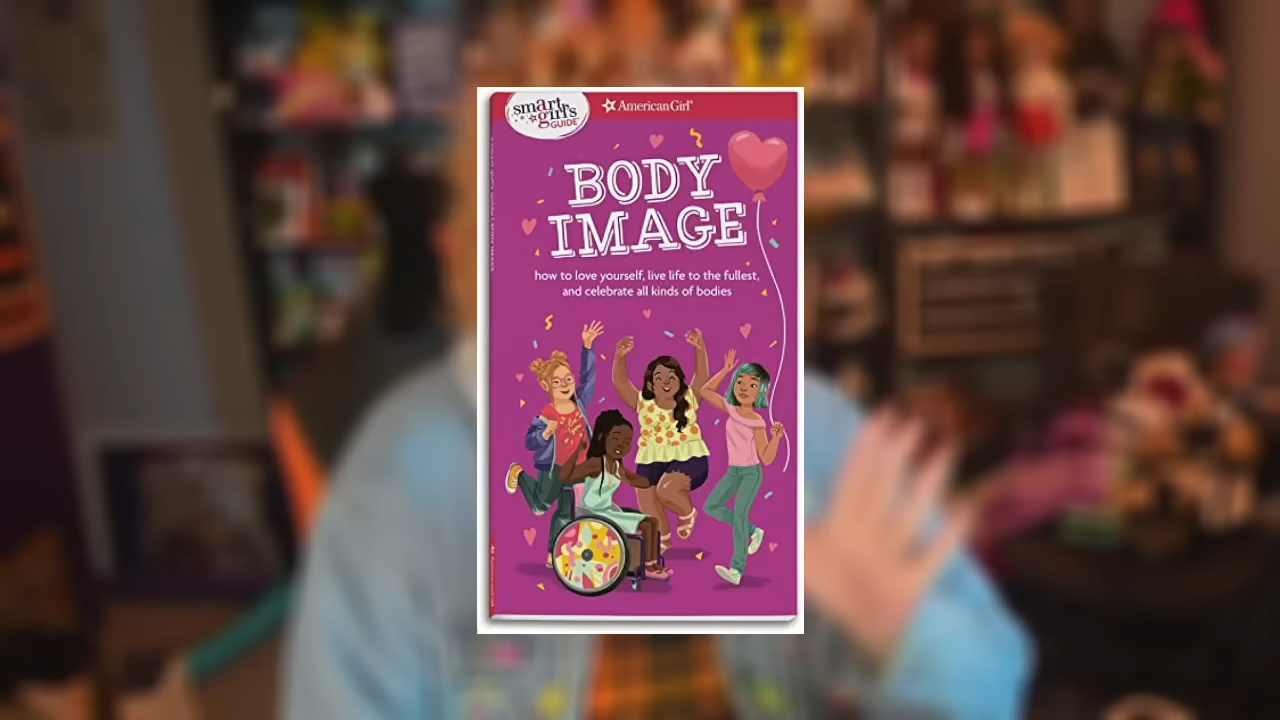 smart
girl's
GUIDE™
American Girl®
BODY
IMAGE
how to love yourself, live life to the fullest,
and celebrate all kinds of bodies